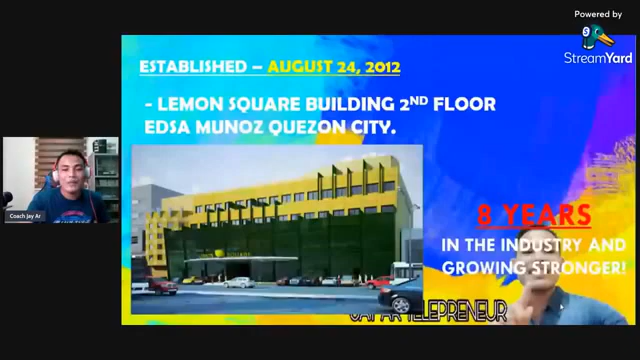 Powered by
StreamYard
ESTABLISHED – AUGUST 24, 2012
- LEMON SQUARE BUILDING 2ND FLOOR
EDSA MUNOZ QUEZON CITY.
8 YEARS
IN THE INDUSTRY AND
GROWING STRONGER!
Coach Jay Ar
TELEPRENEUR